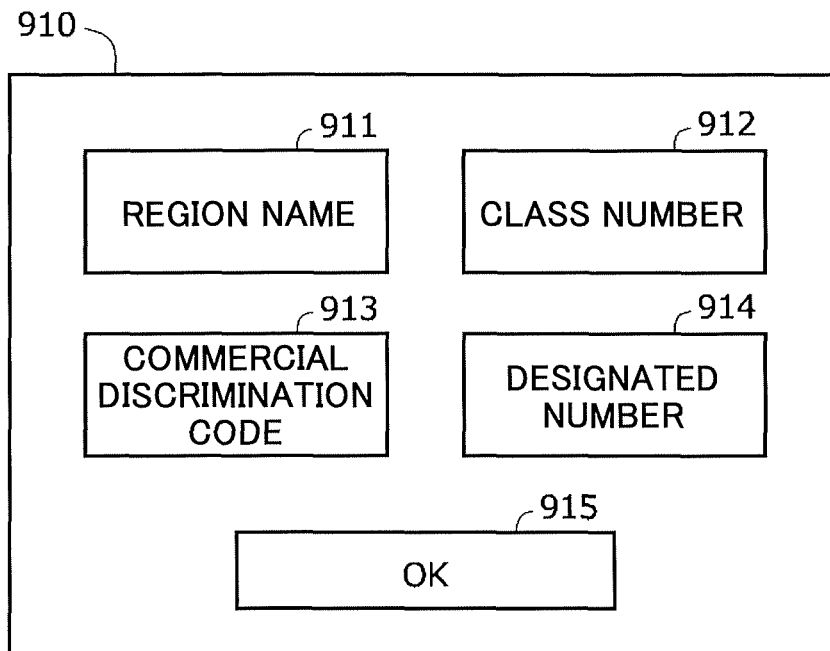 910
911
912
REGION NAME
CLASS NUMBER
913
914
COMMERCIAL
DISCRIMINATION
CODE
DESIGNATED
NUMBER
915
OK